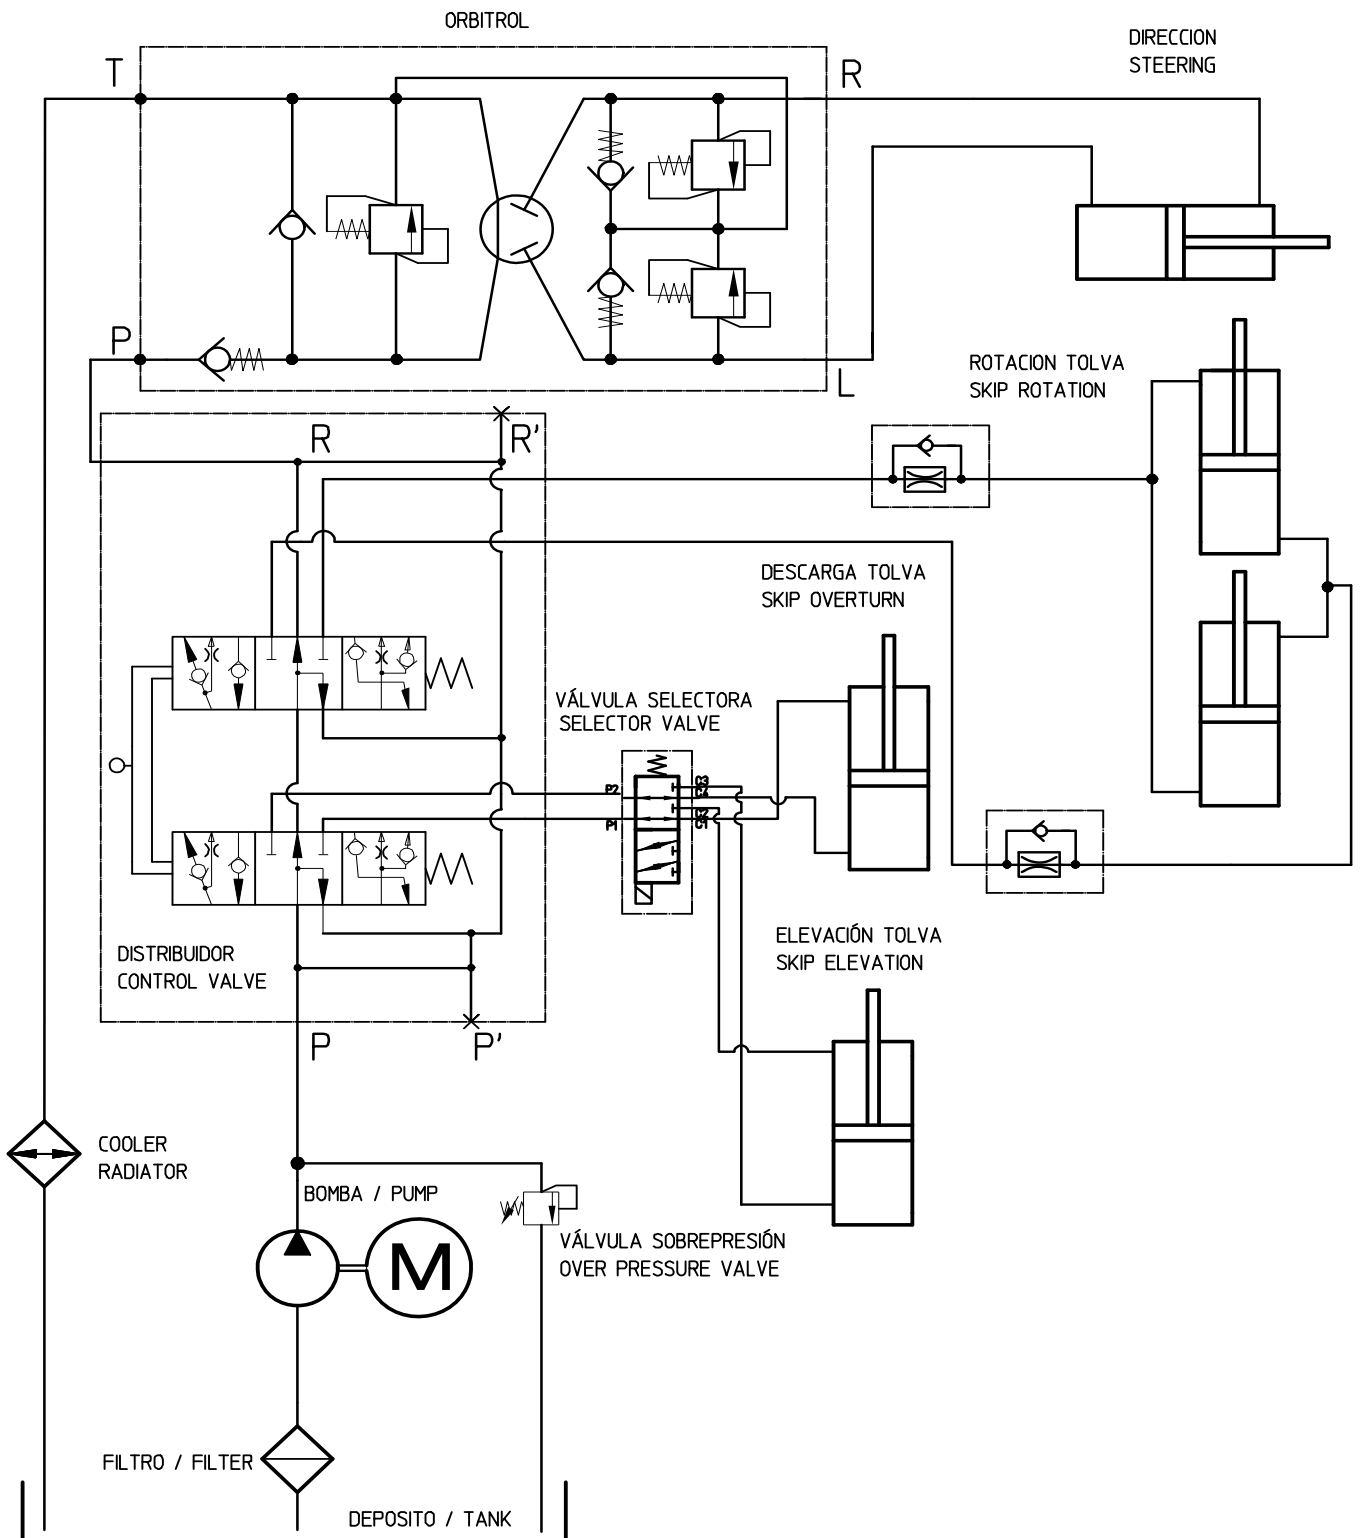 ORBITROL
DIRECCION
STEERING
T
R
P
L
ROTACION TOLVA
SKIP ROTATION
R
R'
DESCARGA TOLVA
SKIP OVERTURN
VÁLVULA SELECTORA
SELECTOR VALVE
P2
C3
P1
C2
C1
ELEVACIÓN TOLVA
SKIP ELEVATION
DISTRIBUIDOR
CONTROL VALVE
P
P'
COOLER
RADIATOR
BOMBA / PUMP
M
VÁLVULA SOBREPRESIÓN
OVER PRESSURE VALVE
FILTRO / FILTER
DEPOSITO / TANK